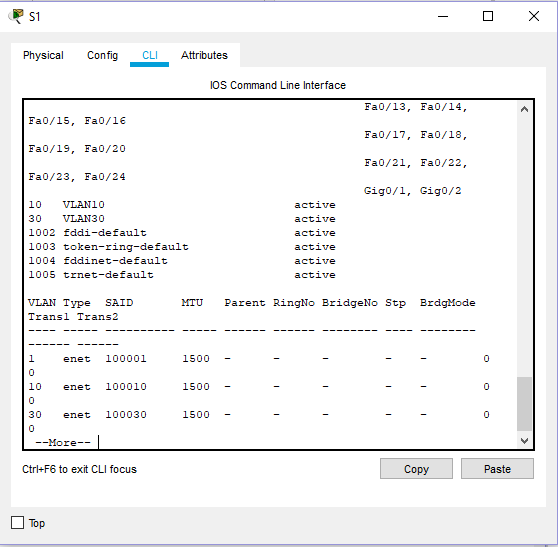 S1
Physical Config CLI Attributes
IOS Command Line Interface
Fa0/13, Fa0/14,
Fa0/15, Fa0/16
Fa0/17, Fa0/18,
Fa0/19, Fa0/20
Fa0/21, Fa0/22,
Fa0/23, Fa0/24
Gig0/1, Gig0/2
10   VLAN10                           active
30   VLAN30                           active
1002 fddi-default                     active
1003 token-ring-default               active
1004 fddinet-default                  active
1005 trnet-default                    active
VLAN Type  SAID       MTU   Parent RingNo BridgeNo Stp  BrdgMode
Trans1 Trans2
---- ----- ---------- ----- ------ ------ -------- ---- --------
------ ------
1    enet  100001     1500  -      -      -        -    -        0
0
10   enet  100010     1500  -      -      -        -    -        0
0
30   enet  100030     1500  -      -      -        -    -        0
0
--More--
Ctrl+F6 to exit CLI focus
Copy Paste
Top